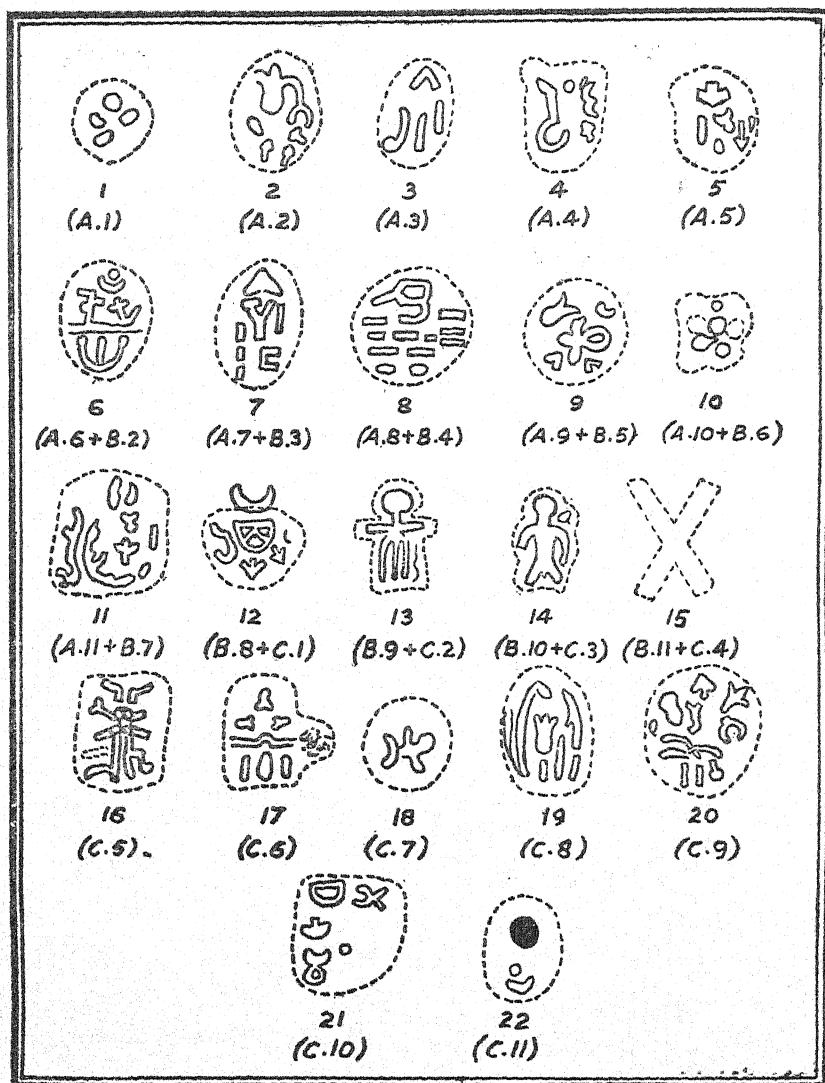 1 2 3 4 5
(A.1) (A.2) (A.3) (A.4) (A.5)
6 7 8 9 10
(A.6+B.2) (A.7+B.3) (A.8+B.4) (A.9+B.5) (A.10+B.6)
11 12 13 14 15
(A.11+B.7) (B.8+C.1) (B.9+C.2) (B.10+C.3) (B.11+C.4)
16 17 18 19 20
(C.5). (C.6) (C.7) (C.8) (C.9)
21 22
(C.10) (C.11)